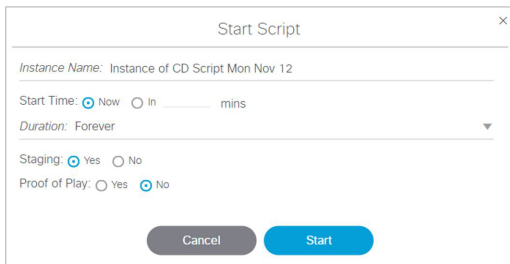 Start Script
Instance Name: Instance of CD Script Mon Nov 12
Start Time: Now In mins
Duration: Forever
Staging: Yes No
Proof of Play: Yes No
Cancel Start